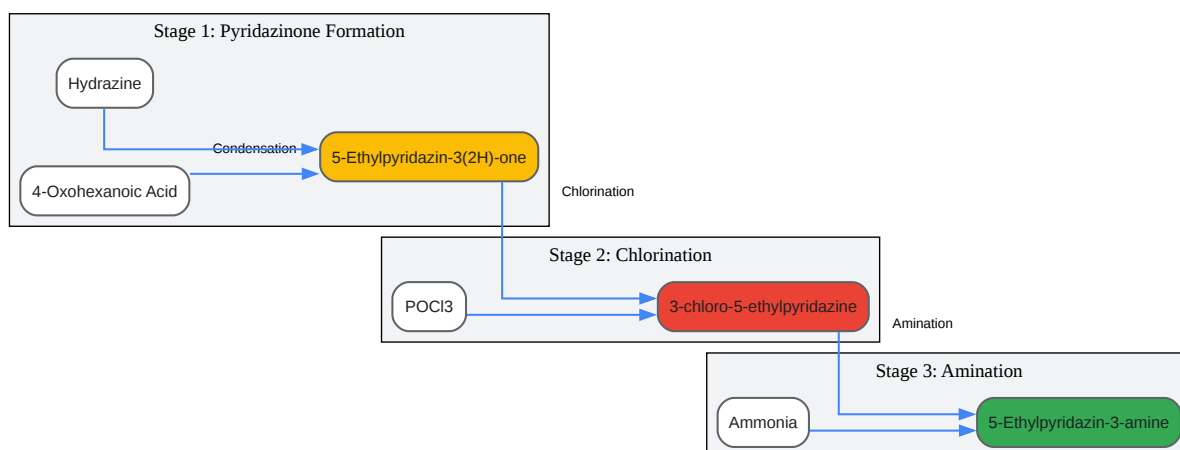 Stage 1: Pyridazinone Formation
Hydrazine
Condensation
5-Ethylpyridazin-3(2H)-one
4-Oxohexanoic Acid
Chlorination
Stage 2: Chlorination
POCl3
3-chloro-5-ethylpyridazine
Amination
Stage 3: Amination
Ammonia
5-Ethylpyridazin-3-amine